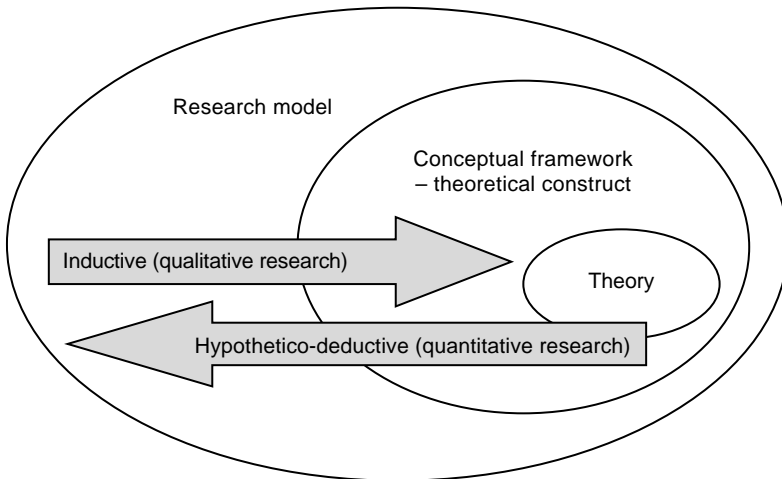 Research model
Conceptual framework
– theoretical construct
Inductive (qualitative research)
Theory
Hypothetico-deductive (quantitative research)